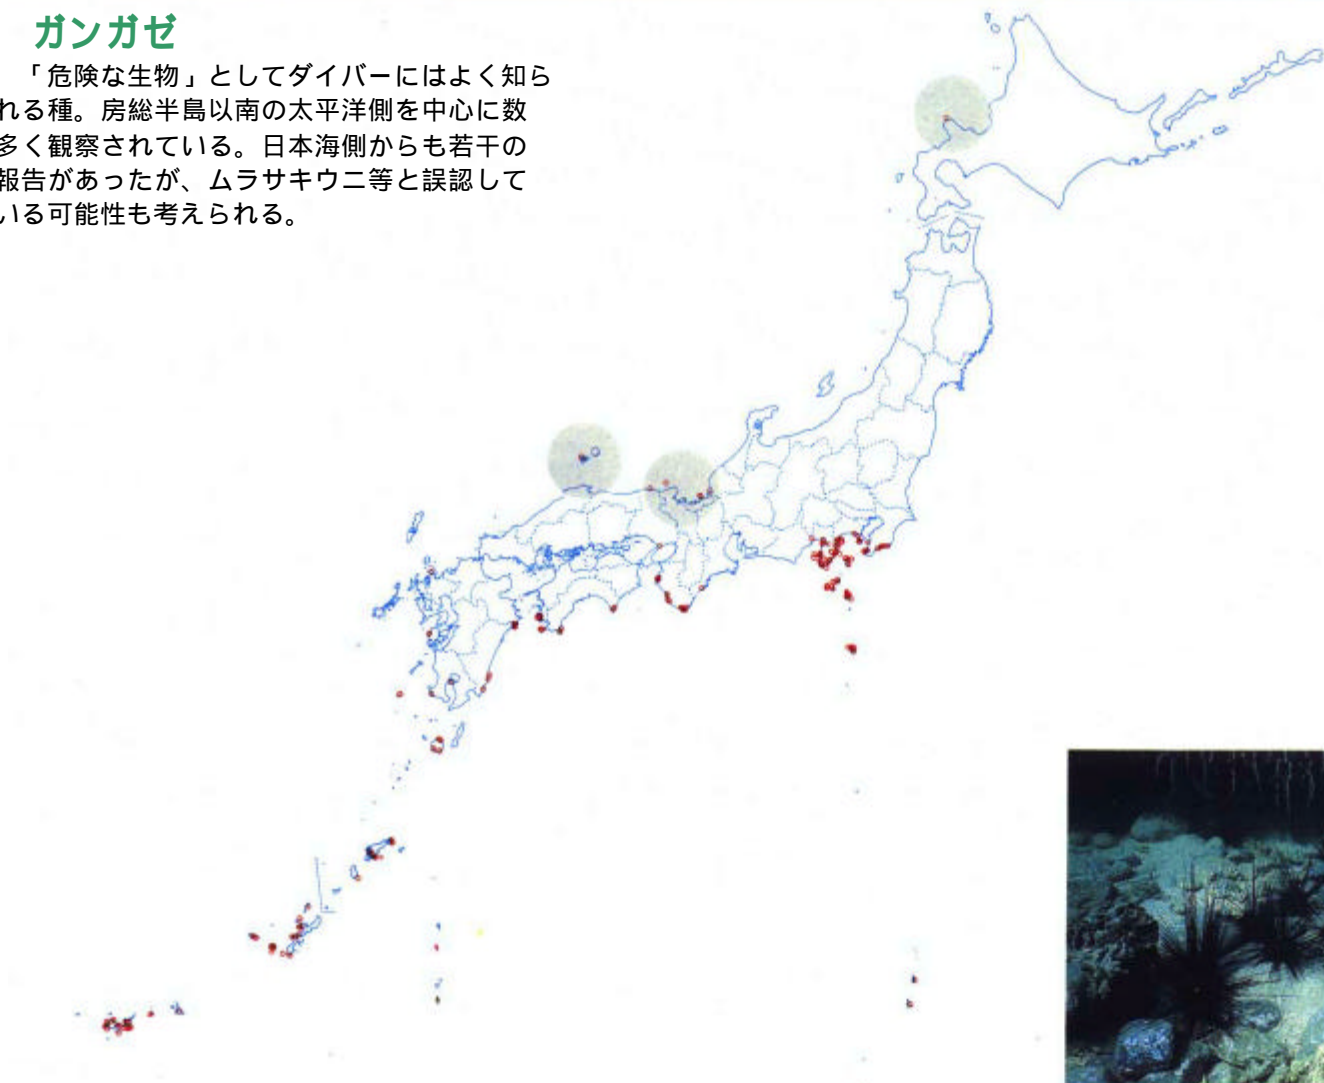 ガンガゼ
「危険な生物」としてダイバーにはよく知ら
れる種。房総半島以南の太平洋側を中心に数
多く観察されている。日本海側からも若干の
報告があったが、ムラサキウニ等と誤認して
いる可能性も考えられる。